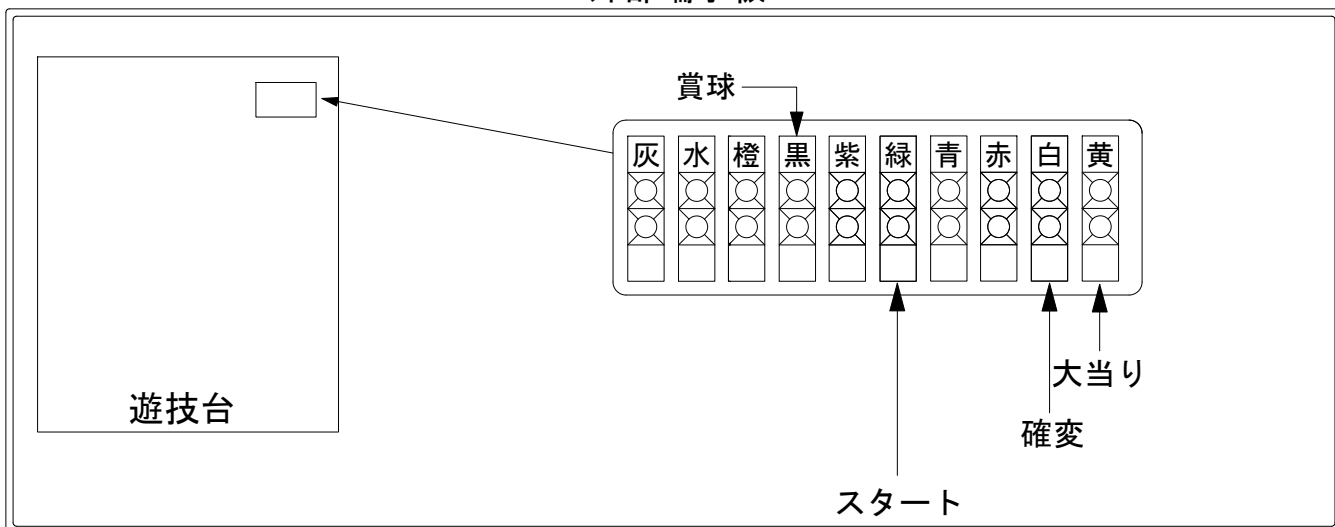 賞球
灰 水 橙 黒 紫 緑 青 赤 白 黄
大当り
遊技台
確変
スタート